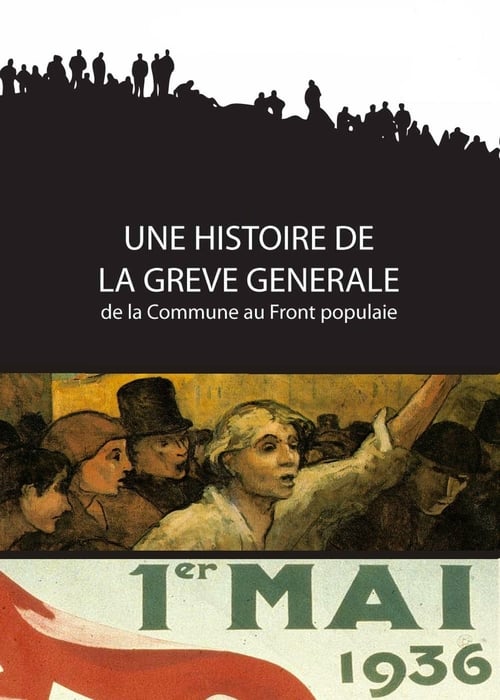 UNE HISTOIRE DE
LA GREVE GENERALE
de la Commune au Front populaie
1er MAI
1936